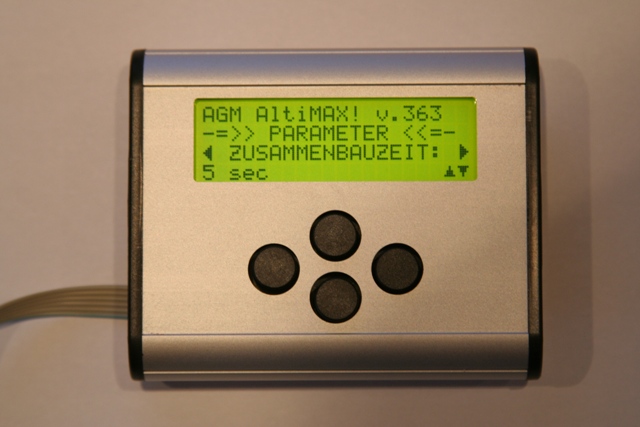 AGM AltiMAX! v.363
-=>> PARAMETER <<=-
ZUSAMMENBAUZEIT:
5 sec